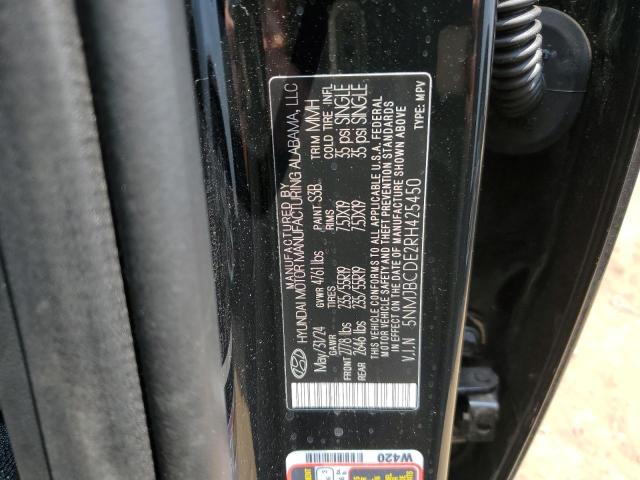 MANUFACTURED BY
HYUNDAI MOTOR MANUFACTURING ALABAMA, LLC
May/31/24 GVWR 4761 lbs PAINT S3B TRIM MMH
GAWR TIRES RIMS COLD TIRE INFL
FRONT 2778 lbs 235/55R19 7.5JX19 35 psi SINGLE
REAR 2646 lbs 235/55R19 7.5JX19 35 psi SINGLE
THIS VEHICLE CONFORMS TO ALL APPLICABLE U.S.A. FEDERAL
MOTOR VEHICLE SAFETY AND THEFT PREVENTION STANDARDS
IN EFFECT ON THE DATE OF MANUFACTURE SHOWN ABOVE
V.I.N 5NMJBCDE2RH425450 TYPE: MPV
W420